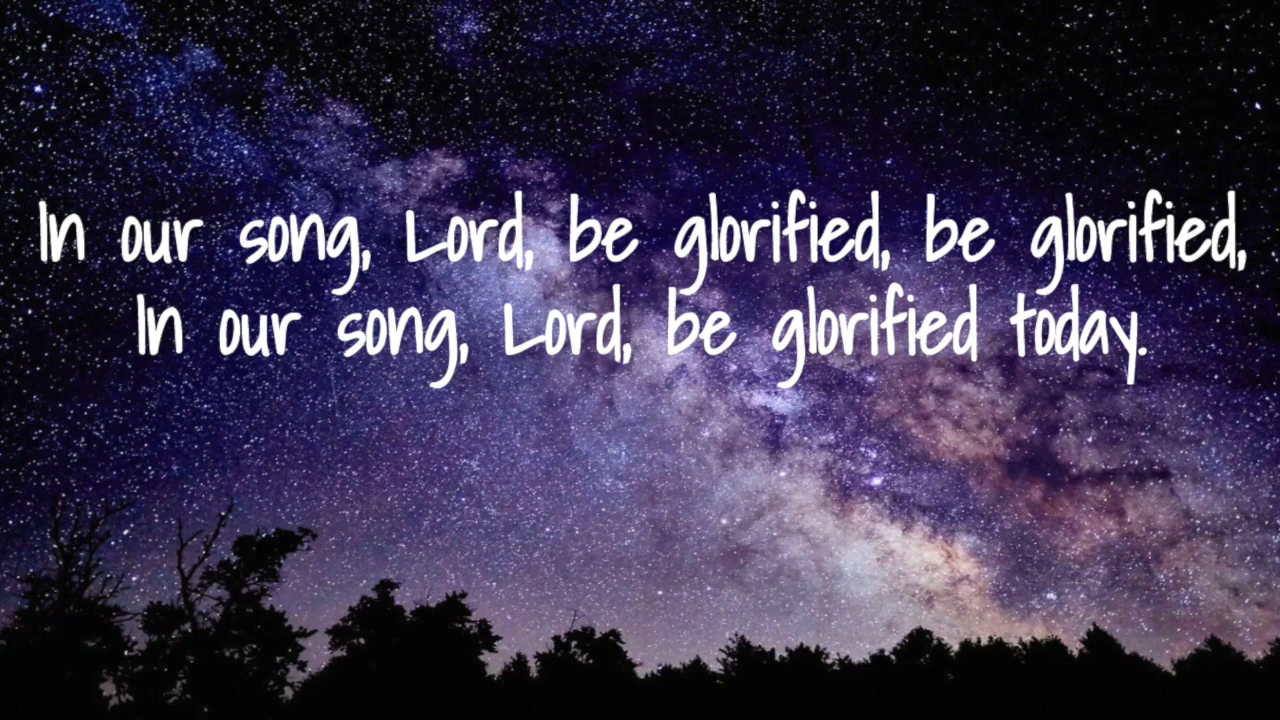 In our song, Lord, be glorified, be glorified,
In our song, Lord, be glorified today.